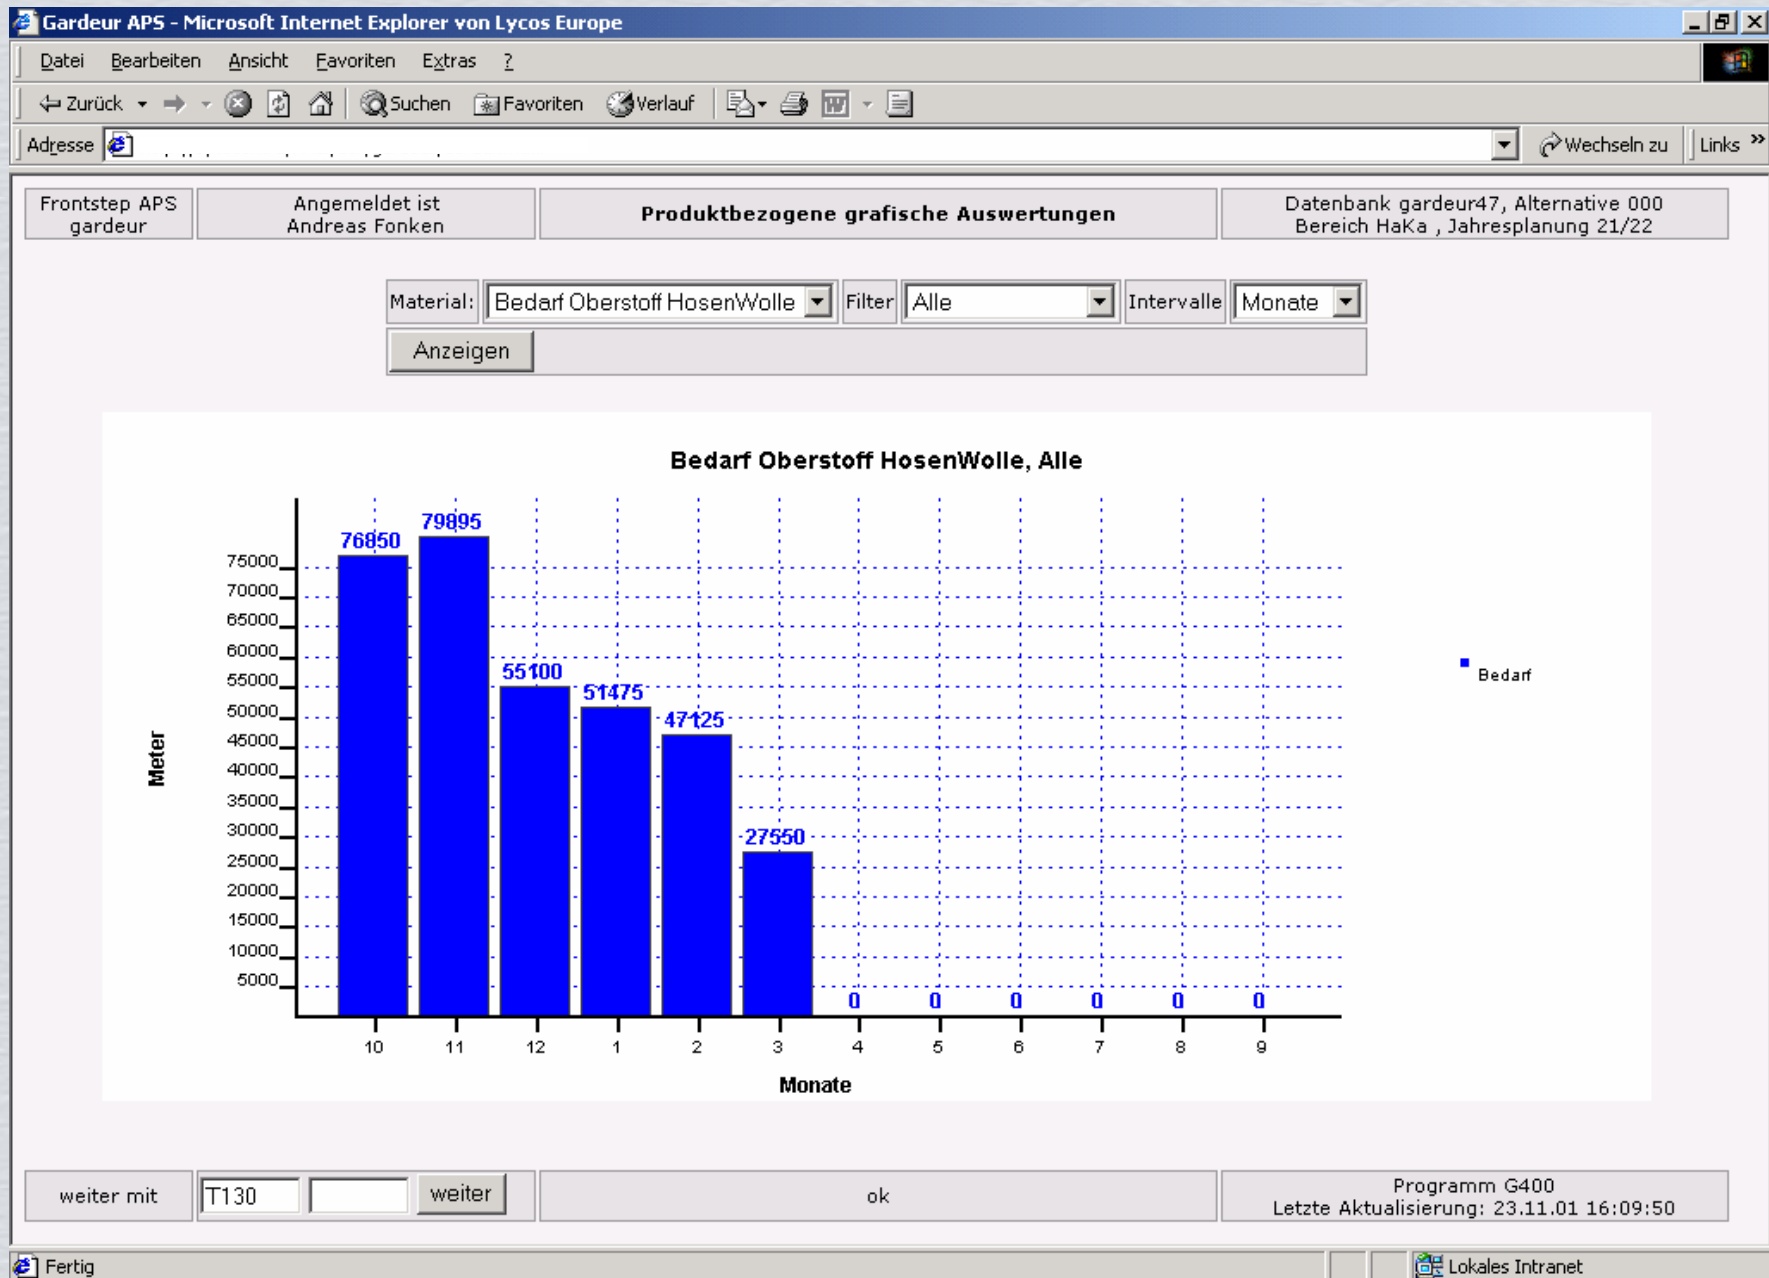 Gardeur APS - Microsoft Internet Explorer von Lycos Europe
Datei Bearbeiten Ansicht Favoriten Extras ?
Zurück Suchen Favoriten Verlauf
Adresse Wechseln zu Links »
Frontstep APS
gardeur
Angemeldet ist
Andreas Fonken
Produktbezogene grafische Auswertungen
Datenbank gardeur47, Alternative 000
Bereich HaKa , Jahresplanung 21/22
Material: Bedarf Oberstoff HosenWolle Filter Alle Intervalle Monate
Anzeigen
Bedarf Oberstoff HosenWolle, Alle
79895
76850
75000
70000
65000
60000
55100
55000
51475
50000
47125
45000
40000
35000
30000
27550
25000
20000
15000
10000
5000
0 0 0 0 0 0
Meter
Bedarf
10 11 12 1 2 3 4 5 6 7 8 9
Monate
weiter mit T130 weiter
ok
Programm G400
Letzte Aktualisierung: 23.11.01 16:09:50
Fertig
Lokales Intranet